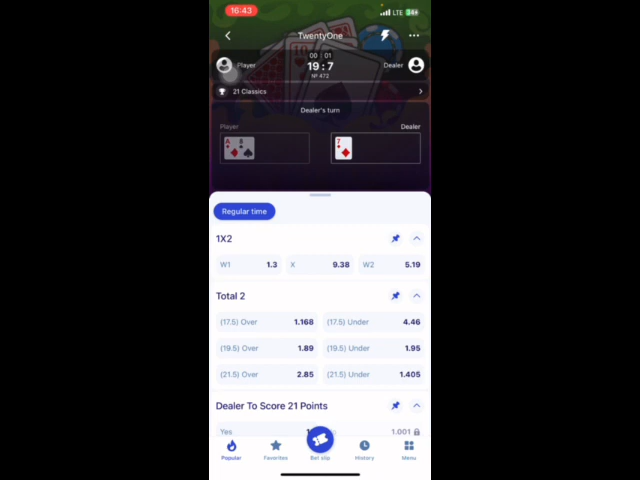 16:43
LTE
34
TwentyOne
Player
00 : 01
19 : 7
Dealer
№ 472
21 Classics
Dealer's turn
Player
Dealer
A
8
7
Regular time
1X2
W1 1.3
X 9.38
W2 5.19
Total 2
(17.5) Over 1.168
(17.5) Under 4.46
(19.5) Over 1.89
(19.5) Under 1.95
(21.5) Over 2.85
(21.5) Under 1.405
Dealer To Score 21 Points
Yes
1.001
Popular
Favorites
Bet slip
History
Menu